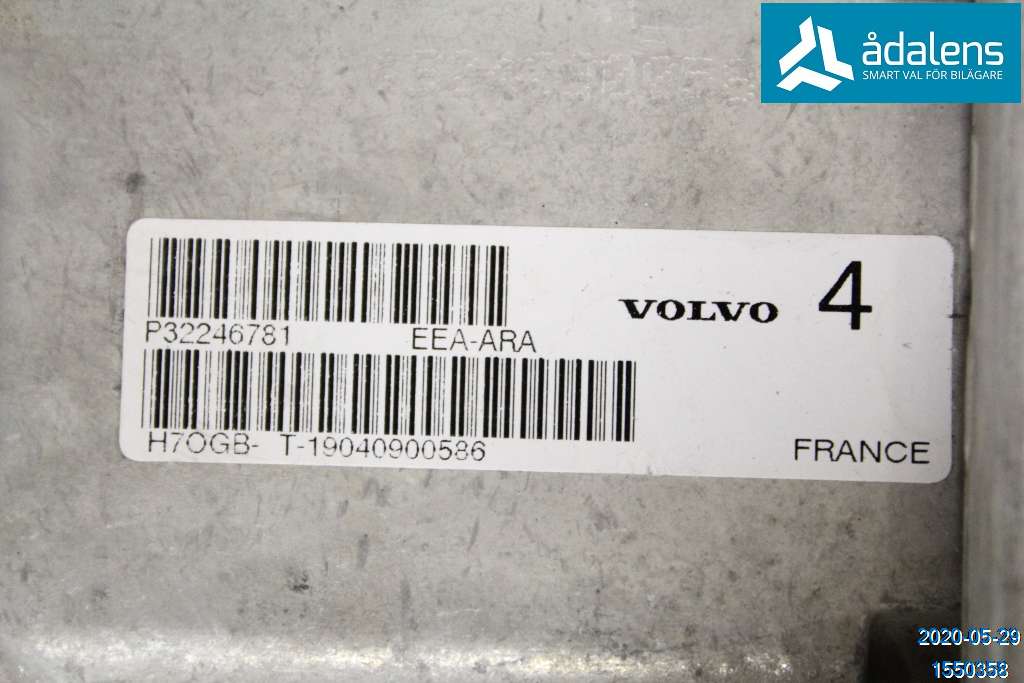 ådalens
SMART VAL FÖR BILÄGARE
VOLVO 4
P32246781 EEA-ARA
H7OGB- T-19040900586
FRANCE
2020-05-29
1550358